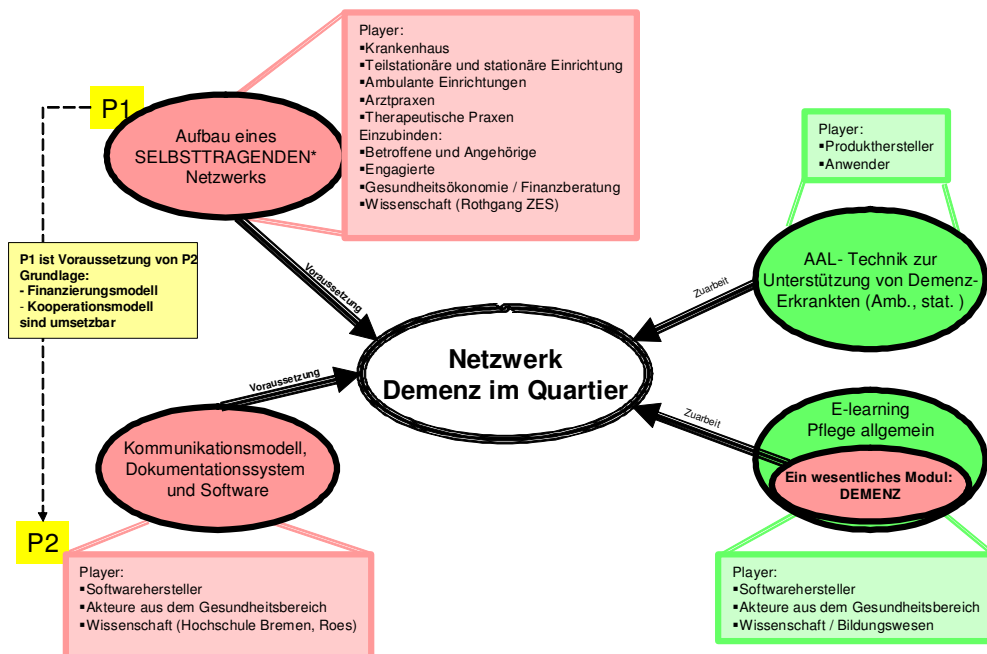 Player:
▪Krankenhaus
▪Teilstationäre und stationäre Einrichtung
▪Ambulante Einrichtungen
▪Arztpraxen
▪Therapeutische Praxen
Einzubinden:
▪Betroffene und Angehörige
▪Engagierte
▪Gesundheitsökonomie / Finanzberatung
▪Wissenschaft (Rothgang ZES)
P1
Aufbau eines
SELBSTTRAGENDEN*
Netzwerks
Player:
▪Produkthersteller
▪Anwender
P1 ist Voraussetzung von P2
Grundlage:
- Finanzierungsmodell
- Kooperationsmodell
sind umsetzbar
AAL- Technik zur
Unterstützung von Demenz-
Erkrankten (Amb., stat. )
Voraussetzung
Zuarbeit
Netzwerk
Demenz im Quartier
Voraussetzung
Zuarbeit
Kommunikationsmodell,
Dokumentationssystem
und Software
E-learning
Pflege allgemein
Ein wesentliches Modul:
DEMENZ
P2
Player:
▪Softwarehersteller
▪Akteure aus dem Gesundheitsbereich
▪Wissenschaft (Hochschule Bremen, Roes)
Player:
▪Softwarehersteller
▪Akteure aus dem Gesundheitsbereich
▪Wissenschaft / Bildungswesen